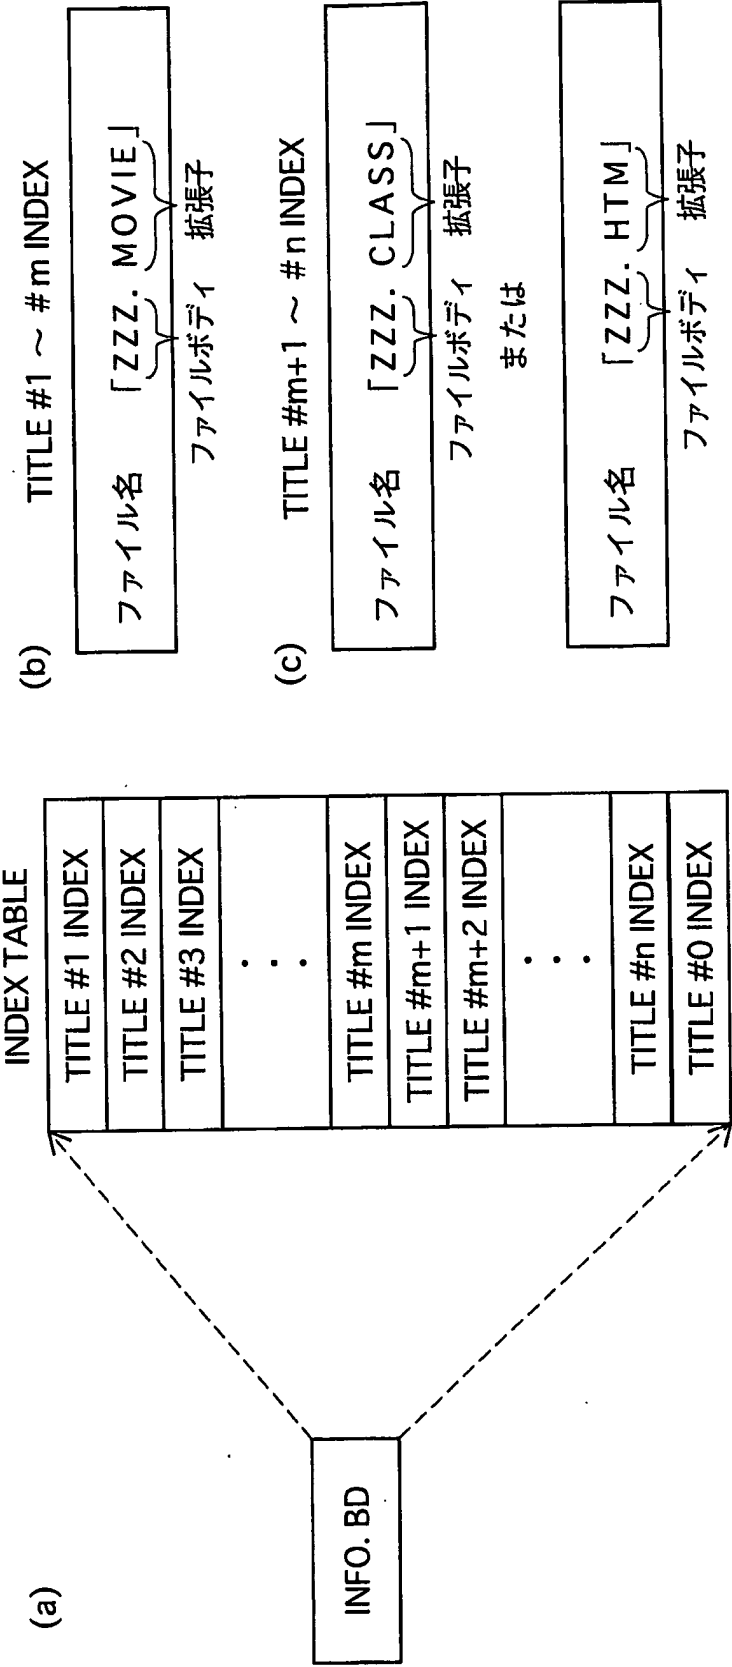 (a)
INFO. BD
INDEX TABLE
TITLE #1 INDEX
TITLE #2 INDEX
TITLE #3 INDEX
・・・
TITLE #m INDEX
TITLE #m+1 INDEX
TITLE #m+2 INDEX
・・・
TITLE #n INDEX
TITLE #0 INDEX
(b)
TITLE #1 ~ #m INDEX
ファイル名 「ZZZ. MOVIE」
ファイルボディ 拡張子
(c)
TITLE #m+1 ~ #n INDEX
ファイル名 「ZZZ. CLASS」
ファイルボディ 拡張子
または
ファイル名 「ZZZ. HTM」
ファイルボディ 拡張子